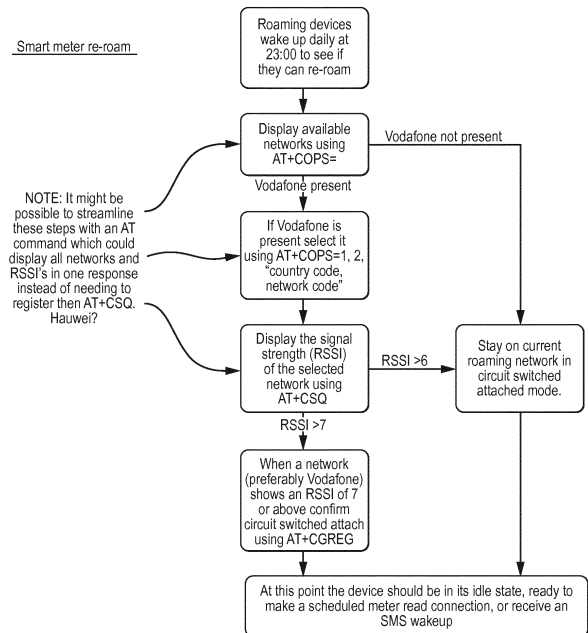 Smart meter re-roam
Roaming devices
wake up daily at
23:00 to see if
they can re-roam
Display available
networks using
AT+COPS=
Vodafone not present
Vodafone present
NOTE: It might be
possible to streamline
these steps with an AT
command which could
display all networks and
RSSI's in one response
instead of needing to
register then AT+CSQ.
Hauwei?
If Vodafone is
present select it
using AT+COPS=1, 2,
“country code,
network code”
Display the signal
strength (RSSI)
of the selected
network using
AT+CSQ
RSSI >6
Stay on current
roaming network in
circuit switched
attached mode.
RSSI >7
When a network
(preferably Vodafone)
shows an RSSI of 7
or above confirm
circuit switched attach
using AT+CGREG
At this point the device should be in its idle state, ready to
make a scheduled meter read connection, or receive an
SMS wakeup